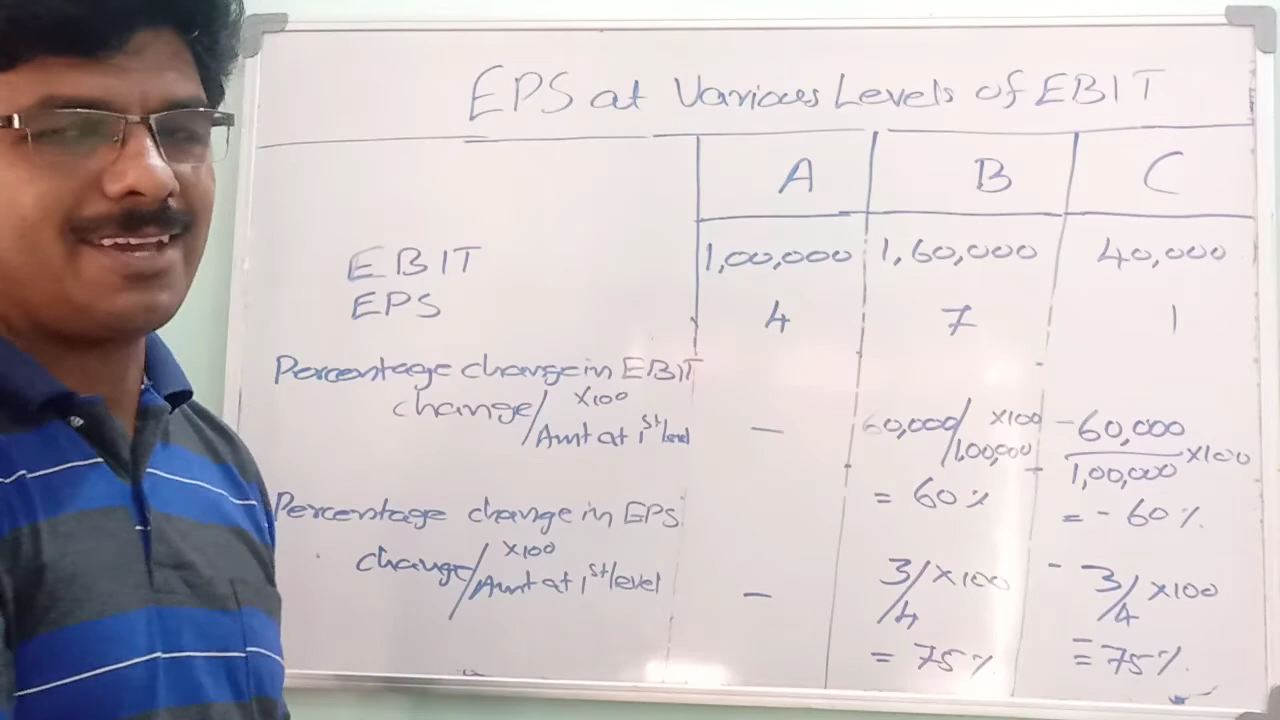 EPS at Various Levels of EBIT
A B C
EBIT 1,00,000 1,60,000 40,000
EPS 4 7 1
Percentage change in EBIT
change/Amt at 1st level ×100 — 60,000/1,00,000 ×100 -60,000/1,00,000 ×100
= 60% = -60%
Percentage change in EPS
change/Amt at 1st level ×100 — 3/4 ×100 -3/4 ×100
= 75% = -75%